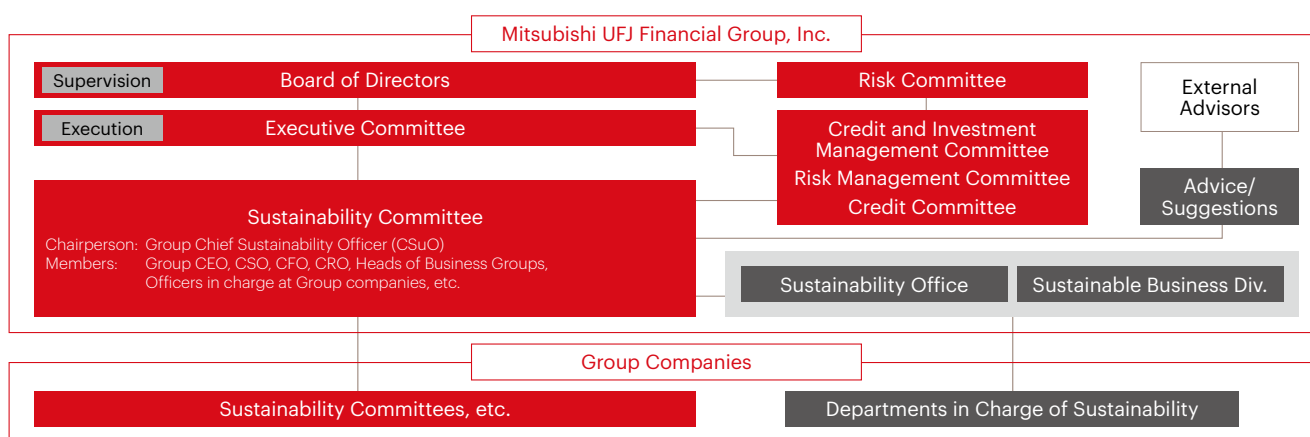 Mitsubishi UFJ Financial Group, Inc.
Supervision
Board of Directors
Risk Committee
External
Advisors
Execution
Executive Committee
Credit and Investment
Management Committee
Risk Management Committee
Credit Committee
Advice/
Suggestions
Sustainability Committee
Chairperson: Group Chief Sustainability Officer (CSuO)
Members: Group CEO, CSO, CFO, CRO, Heads of Business Groups,
Officers in charge at Group companies, etc.
Sustainability Office
Sustainable Business Div.
Group Companies
Sustainability Committees, etc.
Departments in Charge of Sustainability